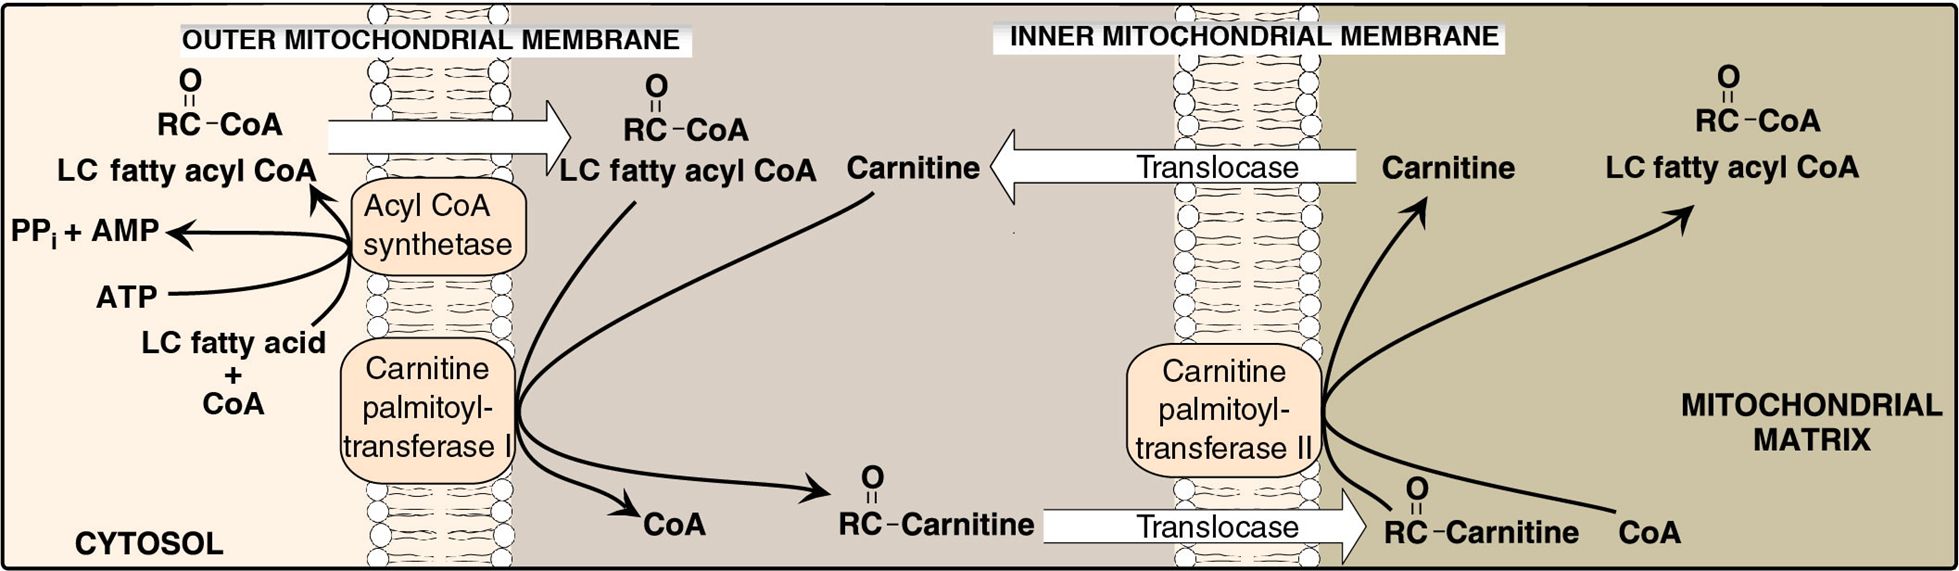 OUTER MITOCHONDRIAL MEMBRANE
INNER MITOCHONDRIAL MEMBRANE
O
RC-CoA
LC fatty acyl CoA
PPi + AMP
ATP
LC fatty acid
+
CoA
CYTOSOL
Acyl CoA
synthetase
Carnitine
palmitoyl-
transferase I
O
RC-CoA
LC fatty acyl CoA
Carnitine
Translocase
CoA
O
RC-Carnitine
Translocase
Carnitine
palmitoyl-
transferase II
Carnitine
O
RC-CoA
LC fatty acyl CoA
MITOCHONDRIAL
MATRIX
O
RC-Carnitine
CoA